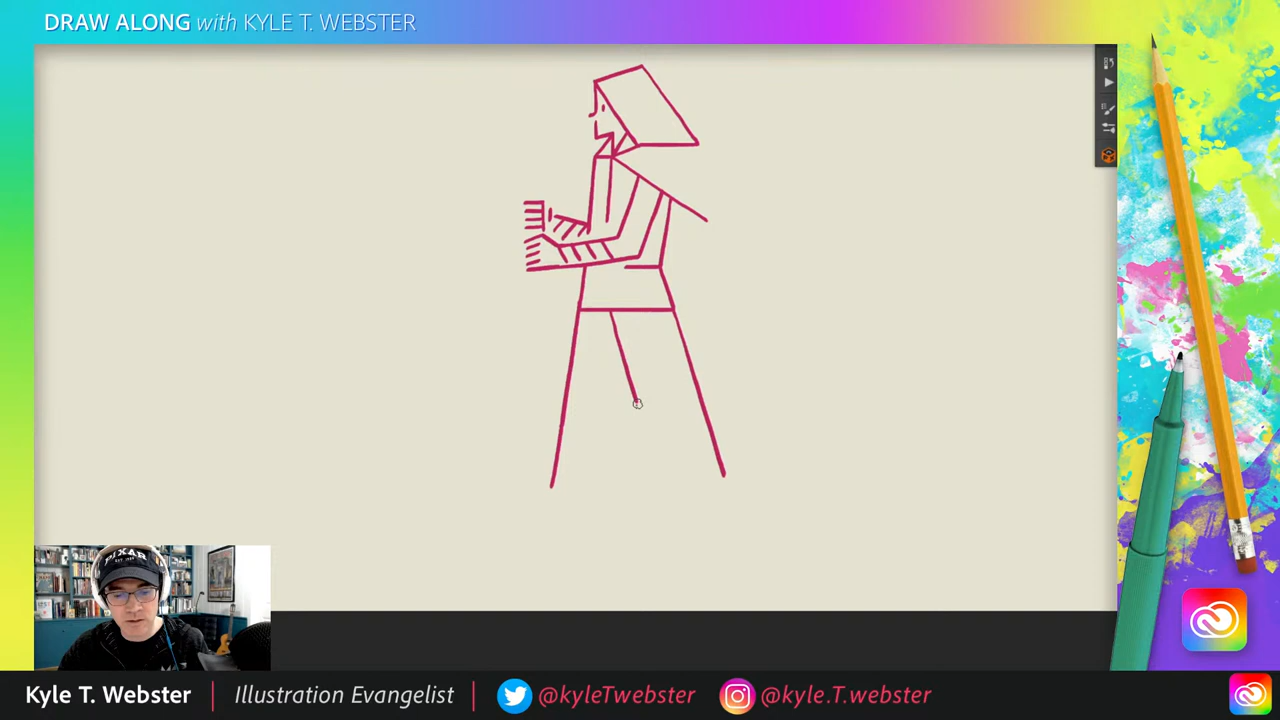 DRAW ALONG with KYLE T. WEBSTER
PIXAR
Kyle T. Webster | Illustration Evangelist | @kyleTwebster @kyle.T.webster